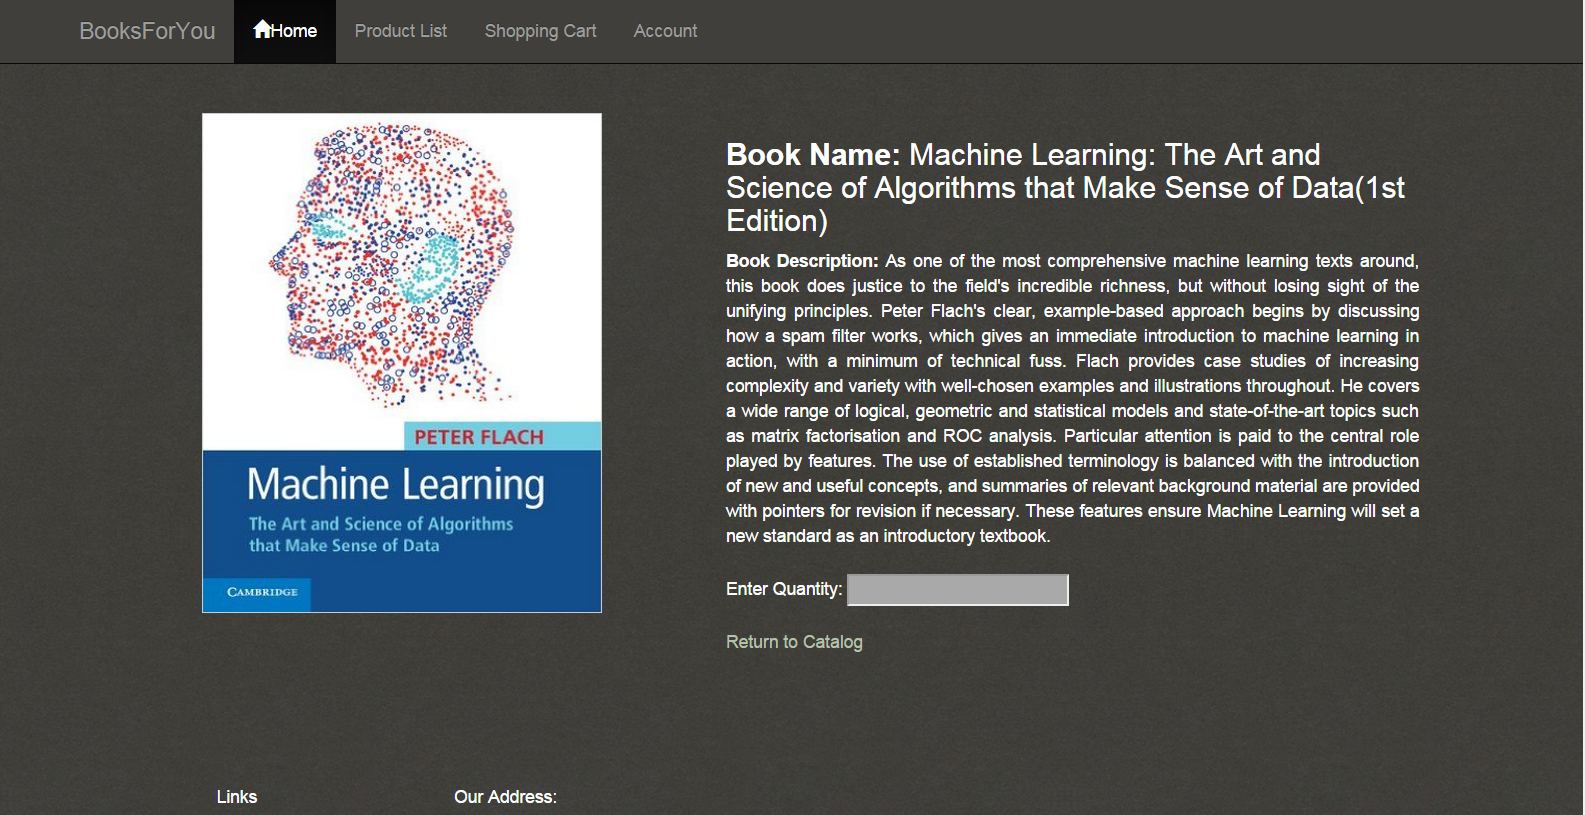 BooksForYou Home Product List Shopping Cart Account
PETER FLACH
Machine Learning
The Art and Science of Algorithms
that Make Sense of Data
CAMBRIDGE
Book Name: Machine Learning: The Art and
Science of Algorithms that Make Sense of Data(1st
Edition)
Book Description: As one of the most comprehensive machine learning texts around,
this book does justice to the field's incredible richness, but without losing sight of the
unifying principles. Peter Flach's clear, example-based approach begins by discussing
how a spam filter works, which gives an immediate introduction to machine learning in
action, with a minimum of technical fuss. Flach provides case studies of increasing
complexity and variety with well-chosen examples and illustrations throughout. He covers
a wide range of logical, geometric and statistical models and state-of-the-art topics such
as matrix factorisation and ROC analysis. Particular attention is paid to the central role
played by features. The use of established terminology is balanced with the introduction
of new and useful concepts, and summaries of relevant background material are provided
with pointers for revision if necessary. These features ensure Machine Learning will set a
new standard as an introductory textbook.
Enter Quantity:
Return to Catalog
Links
Our Address: